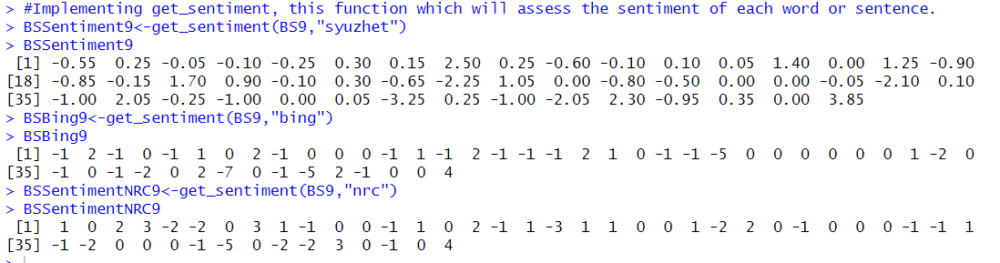 > #Implementing get_sentiment, this function which will assess the sentiment of each word or sentence.
> BSSentiment9<-get_sentiment(BS9,"syuzhet")
> BSSentiment9
[1] -0.55 0.25 -0.05 -0.10 -0.25 0.30 0.15 2.50 0.25 -0.60 -0.10 0.10 0.05 1.40 0.00 1.25 -0.90
[18] -0.85 -0.15 1.70 0.90 -0.10 0.30 -0.65 -2.25 1.05 0.00 -0.80 -0.50 0.00 0.00 -0.05 -2.10 0.10
[35] -1.00 2.05 -0.25 -1.00 0.00 0.05 -3.25 0.25 -1.00 -2.05 2.30 -0.95 0.35 0.00 3.85
> BSBing9<-get_sentiment(BS9,"bing")
> BSBing9
[1] -1 2 -1 0 -1 1 0 2 -1 0 0 0 -1 1 -1 2 -1 -1 -1 2 1 0 -1 -1 -5 0 0 0 0 0 0 1 -2 0
[35] -1 0 -1 -2 0 2 -7 0 -1 -5 2 -1 0 0 4
> BSSentimentNRC9<-get_sentiment(BS9,"nrc")
> BSSentimentNRC9
[1] 1 0 2 3 -2 -2 0 3 1 -1 0 0 -1 1 0 2 -1 1 -3 1 1 0 0 1 -2 2 0 -1 0 0 0 -1 -1 1
[35] -1 -2 0 0 0 -1 -5 0 -2 -2 3 0 -1 0 4
>